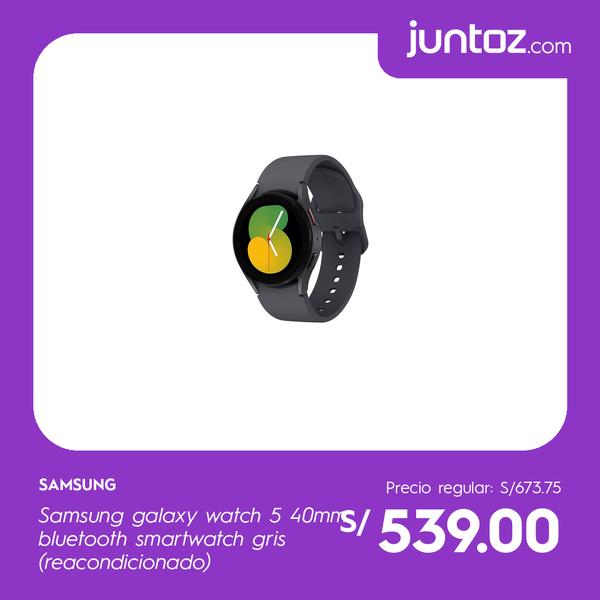 juntoz.com
SAMSUNG
Samsung galaxy watch 5 40mm
bluetooth smartwatch gris
(reacondicionado)
Precio regular: S/673.75
S/ 539.00